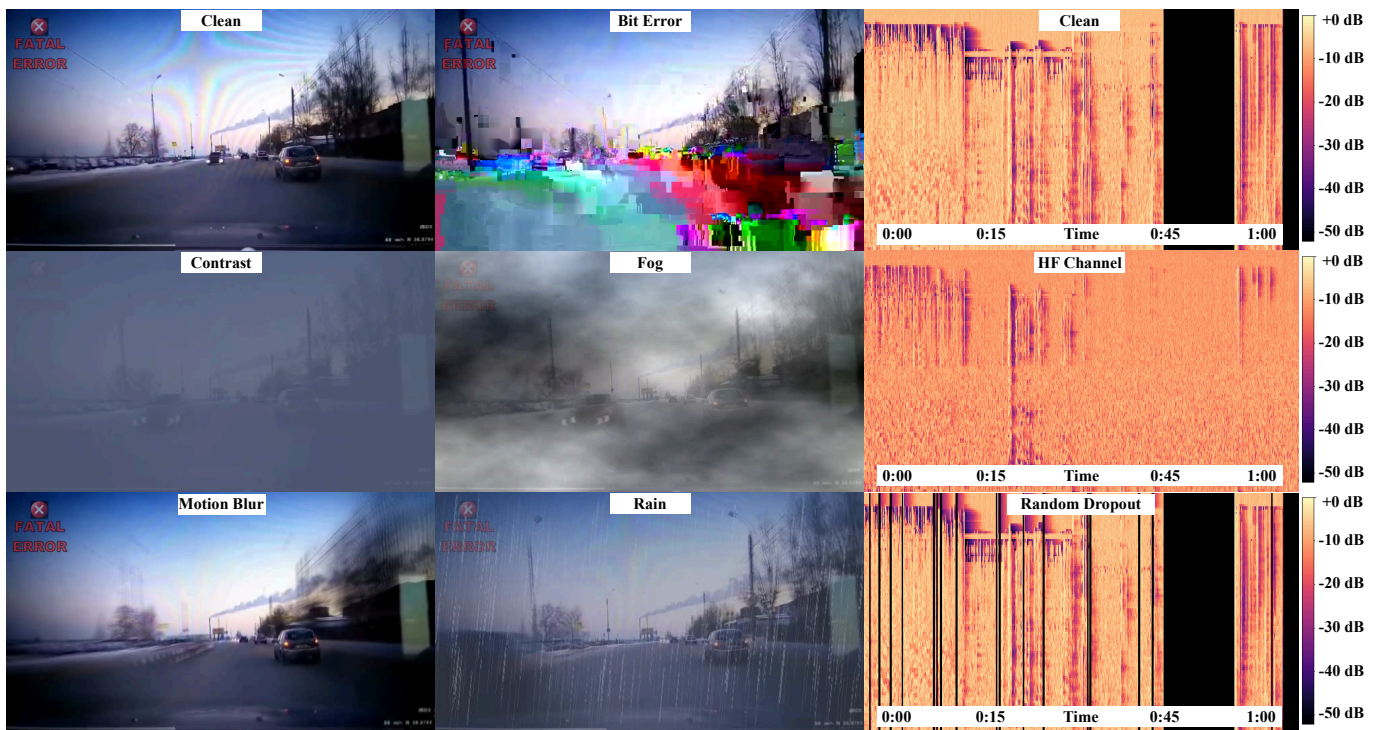 Clean
FATAL
ERROR
Bit Error
FATAL
ERROR
Clean
+0 dB
-10 dB
-20 dB
-30 dB
-40 dB
-50 dB
0:00 0:15 Time 0:45 1:00
Contrast
Fog
HF Channel
+0 dB
-10 dB
-20 dB
-30 dB
-40 dB
-50 dB
0:00 0:15 Time 0:45 1:00
Motion Blur
FATAL
ERROR
Rain
FATAL
ERROR
Random Dropout
+0 dB
-10 dB
-20 dB
-30 dB
-40 dB
-50 dB
0:00 0:15 Time 0:45 1:00